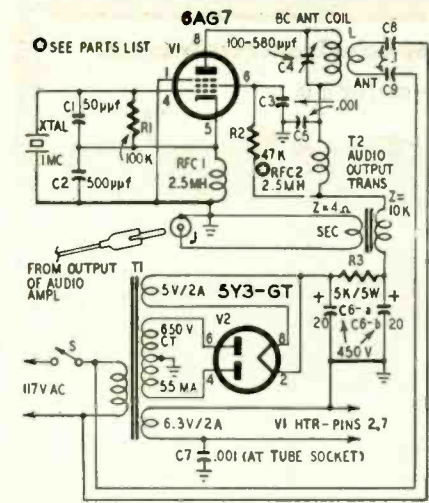 6AG7
BC ANT COIL
SEE PARTS LIST
V1
8
100-580μμf
C4
L
C8
.1
ANT
C9
1
4
6
5
C1
50μμf
R1
100K
XTAL
1MC
C2
500μμf
RFC1
2.5MH
R2
47K
RFC2
2.5MH
C3
.001
C5
T2
AUDIO
OUTPUT
TRANS
Z=
10K
Z=4Ω
SEC
J
FROM OUTPUT
OF AUDIO
AMPL
T1
5V/2A
5Y3-GT
V2
R3
5K/5W
+
C6-a
20
C6-b
+
20
450V
650V
CT
55MA
6
4
8
2
S
117V AC
6.3V/2A
V1 HTR-PINS 2,7
C7
.001 (AT TUBE SOCKET)